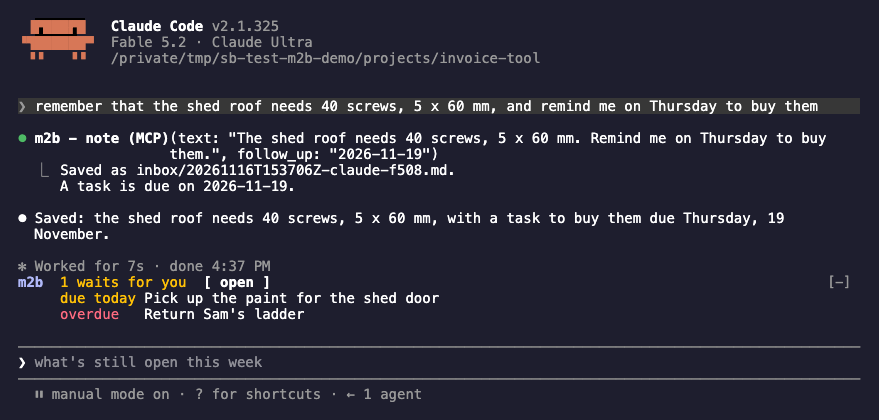 Claude Code v2.1.325
Fable 5.2 · Claude Ultra
/private/tmp/sb-test-m2b-demo/projects/invoice-tool
❯ remember that the shed roof needs 40 screws, 5 x 60 mm, and remind me on Thursday to buy them
● m2b - note (MCP)(text: "The shed roof needs 40 screws, 5 x 60 mm. Remind me on Thursday to buy
them.", follow_up: "2026-11-19")
⎿ Saved as inbox/20261116T153706Z-claude-f508.md.
A task is due on 2026-11-19.
● Saved: the shed roof needs 40 screws, 5 x 60 mm, with a task to buy them due Thursday, 19
November.
✻ Worked for 7s · done 4:37 PM
m2b 1 waits for you [ open ] [-]
due today Pick up the paint for the shed door
overdue Return Sam's ladder
❯ what's still open this week
⏸ manual mode on · ? for shortcuts · ← 1 agent